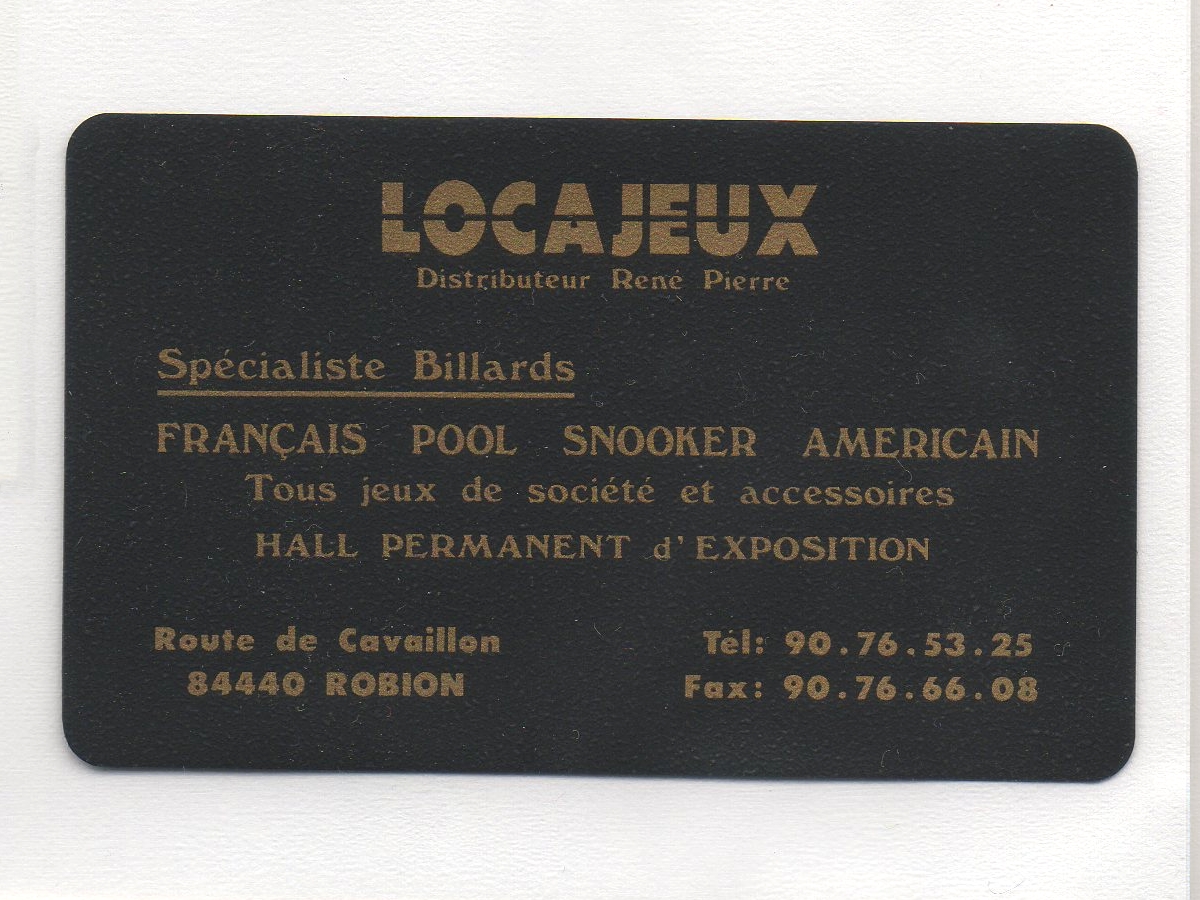 LOCAJEUX
Distributeur René Pierre
Spécialiste Billards
FRANÇAIS POOL SNOOKER AMERICAIN
Tous jeux de société et accessoires
HALL PERMANENT d'EXPOSITION
Route de Cavaillon
84440 ROBION
Tél: 90.76.53.25
Fax: 90.76.66.08